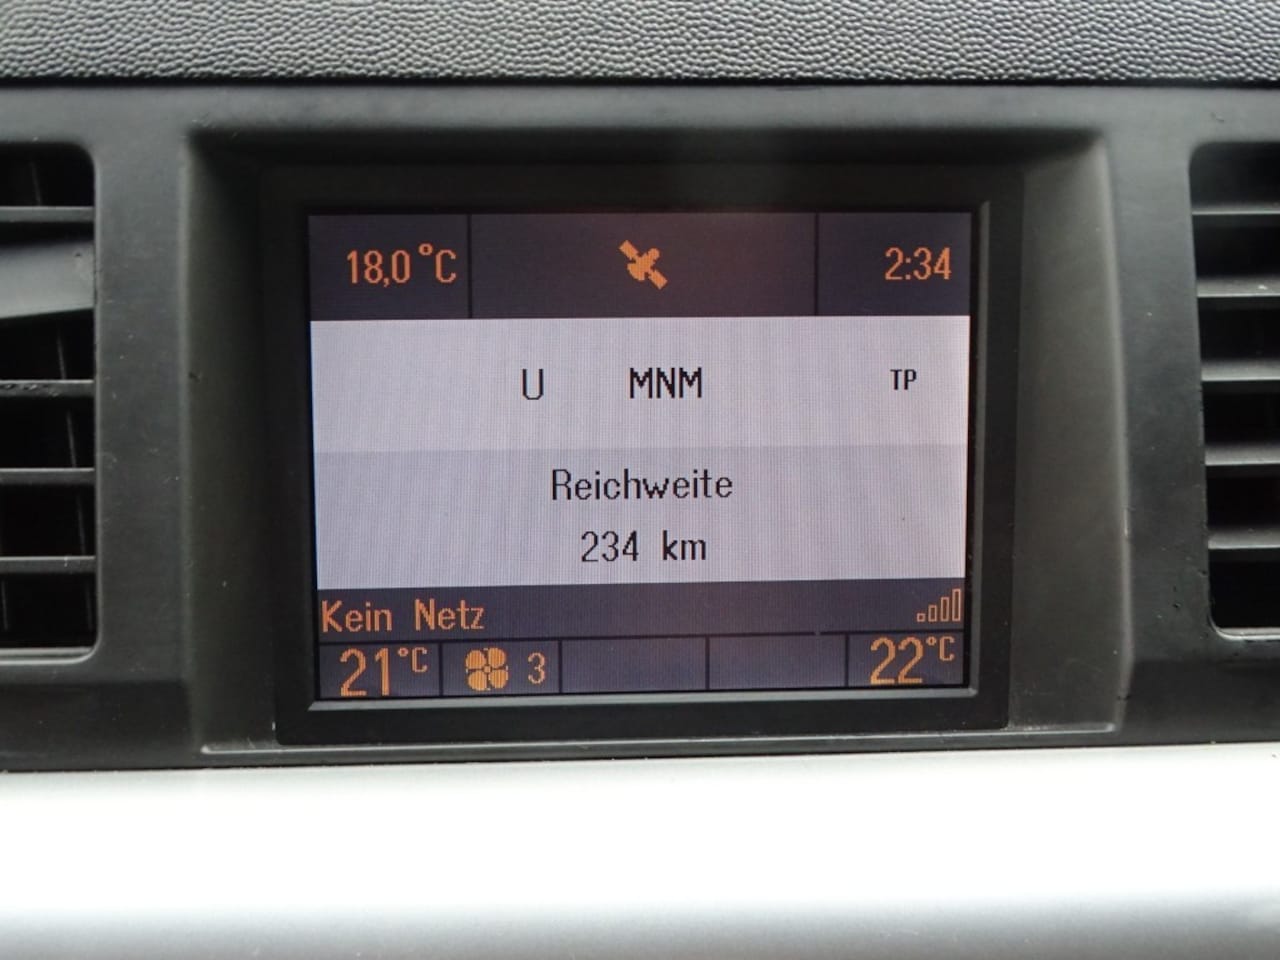 18,0 °C 2:34
U MNM TP
Reichweite
234 km
Kein Netz
21°C 3 22°C